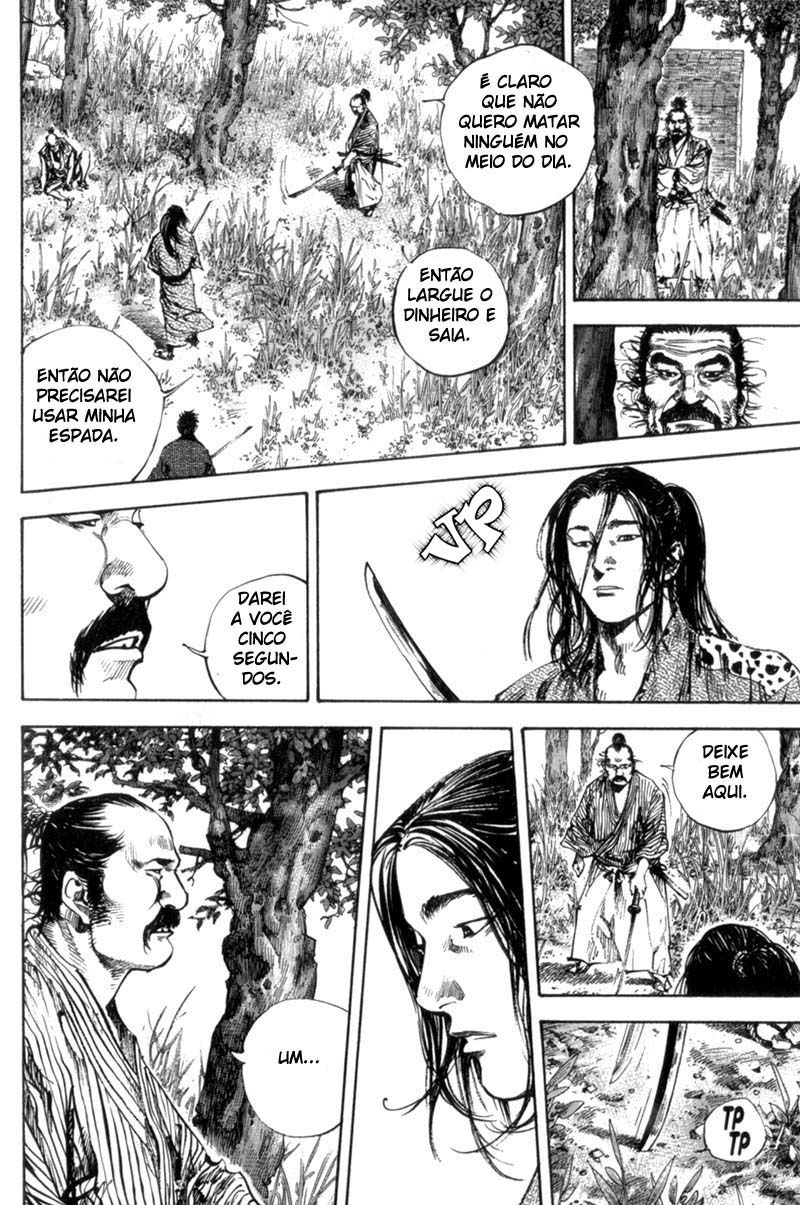 É CLARO
QUE NÃO
QUERO MATAR
NINGUÉM NO
MEIO DO DIA.
ENTÃO
LARGUE O
DINHEIRO E
SAIA.
ENTÃO NÃO
PRECISAREI
USAR MINHA
ESPADA.
VP
DAREI
A VOCÊ
CINCO
SEGUN-
DOS.
DEIXE
BEM
AQUI.
TP
TP
UM...